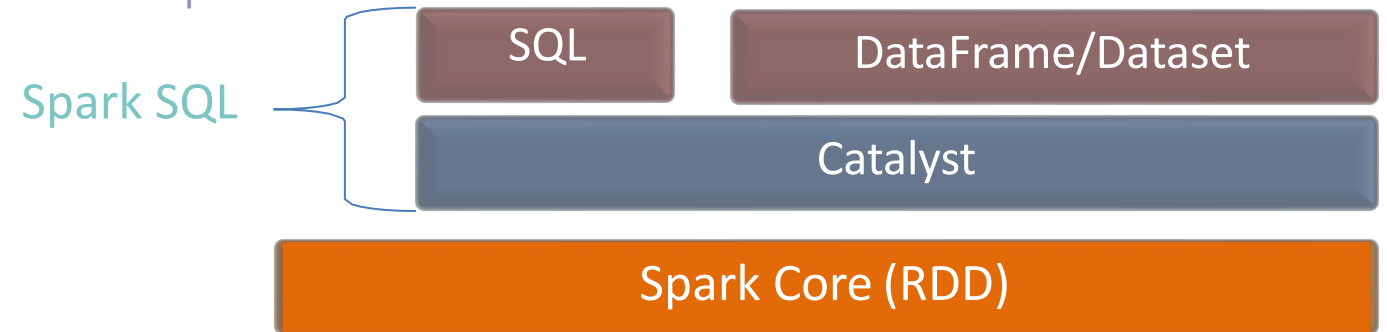 SQL
DataFrame/Dataset
Spark SQL
Catalyst
Spark Core (RDD)